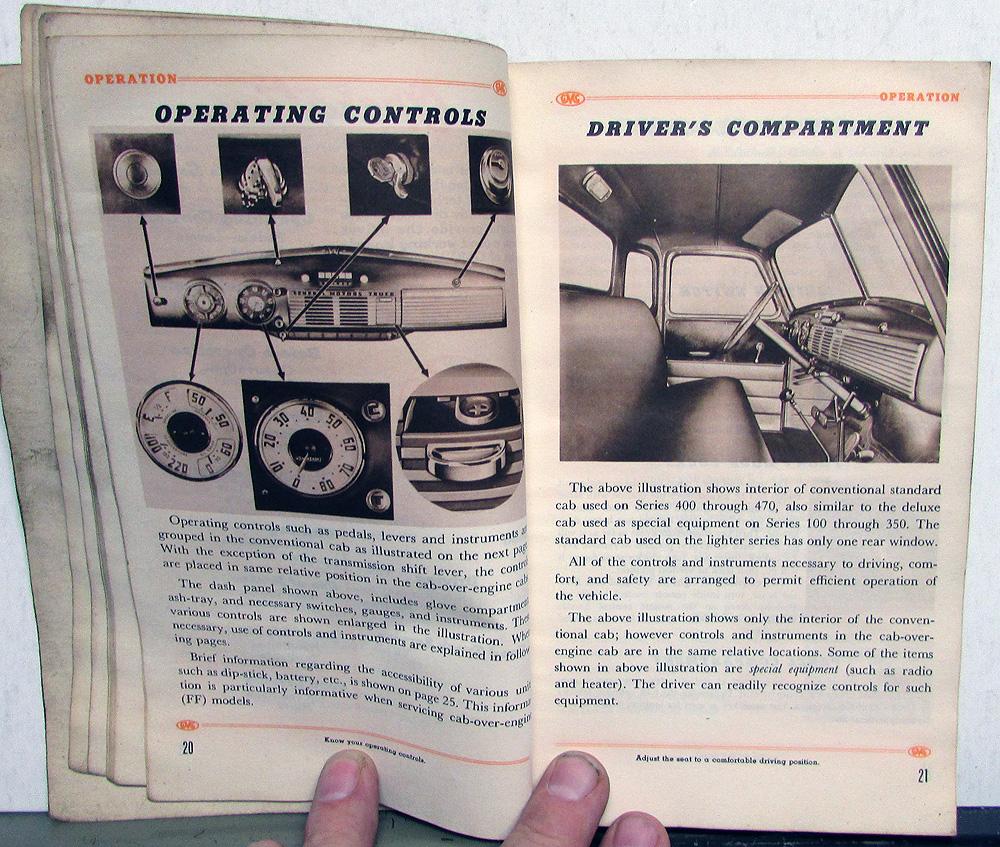 OPERATION
OPERATING CONTROLS
GENERAL MOTORS TRUCK
Operating controls such as pedals, levers and instruments
grouped in the conventional cab as illustrated on the next
With the exception of the transmission shift lever, the
are placed in same relative position in the cab-over-engine
The dash panel shown above, includes glove
ash-tray, and necessary switches, gauges, and instruments.
various controls are shown enlarged in the illustration.
necessary, use of controls and instruments are explained in
ing pages.
Brief information regarding the accessibility of various
such as dip-stick, battery, etc., is shown on page 25. This
tion is particularly informative when servicing
(FF) models.
GMC
20
Know your operating controls.
GMC
OPERATION
DRIVER'S COMPARTMENT
The above illustration shows interior of conventional standard
cab used on Series 400 through 470, also similar to the deluxe
cab used as special equipment on Series 100 through 350. The
standard cab used on the lighter series has only one rear window.
All of the controls and instruments necessary to driving, com-
fort, and safety are arranged to permit efficient operation of
the vehicle.
The above illustration shows only the interior of the conven-
tional cab; however controls and instruments in the cab-over-
engine cab are in the same relative locations. Some of the items
shown in above illustration are special equipment (such as radio
and heater). The driver can readily recognize controls for such
equipment.
GMC
Adjust the seat to a comfortable driving position.
21